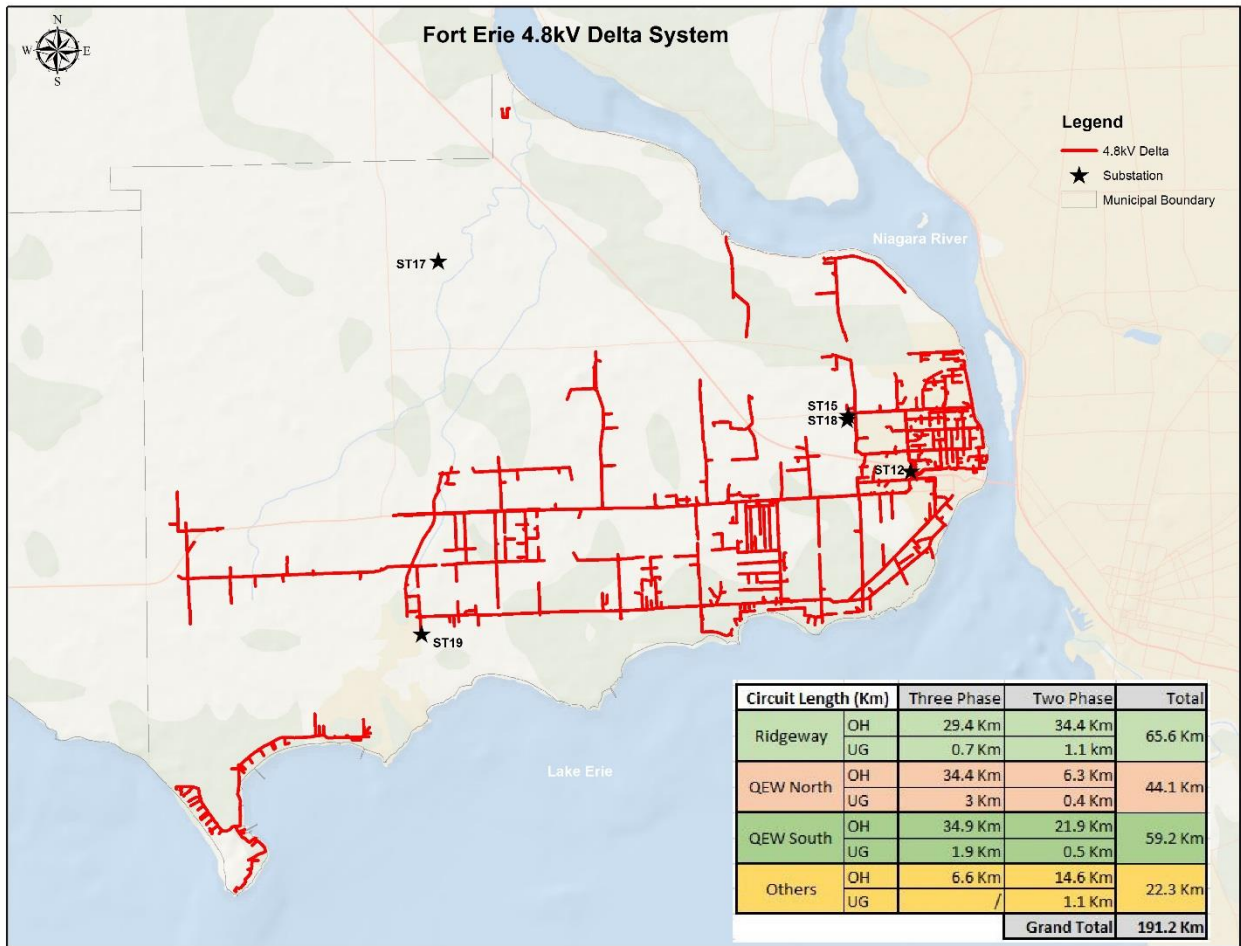 Fort Erie 4.8kV Delta System
N
W E
S
Legend
4.8kV Delta
Substation
Municipal Boundary
Niagara River
ST17
ST15
ST18
ST12
ST19
Lake Erie
Circuit Length (Km) Three Phase Two Phase Total
Ridgeway OH 29.4 Km 34.4 Km 65.6 Km
UG 0.7 Km 1.1 km
QEW North OH 34.4 Km 6.3 Km 44.1 Km
UG 3 Km 0.4 Km
QEW South OH 34.9 Km 21.9 Km 59.2 Km
UG 1.9 Km 0.5 Km
Others OH 6.6 Km 14.6 Km 22.3 Km
UG / 1.1 Km
Grand Total 191.2 Km